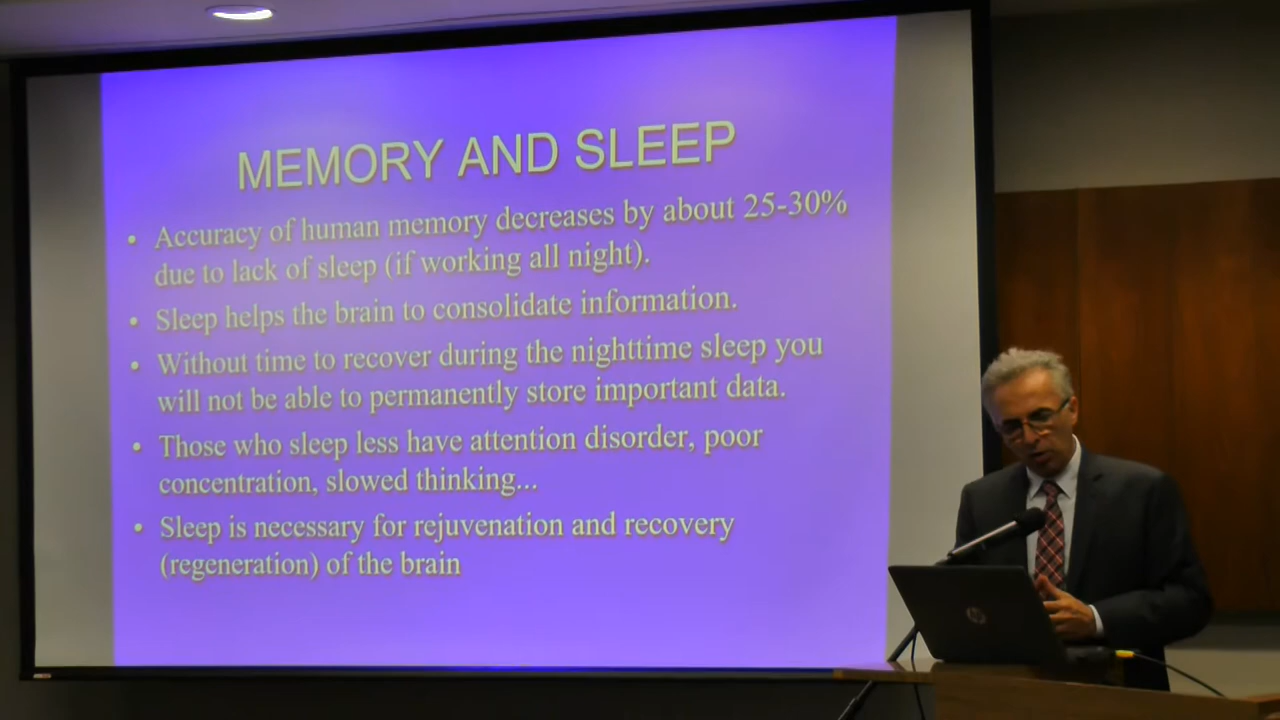 MEMORY AND SLEEP
• Accuracy of human memory decreases by about 25-30%
due to lack of sleep (if working all night).
• Sleep helps the brain to consolidate information.
• Without time to recover during the nighttime sleep you
will not be able to permanently store important data.
• Those who sleep less have attention disorder, poor
concentration, slowed thinking...
• Sleep is necessary for rejuvenation and recovery
(regeneration) of the brain
hp